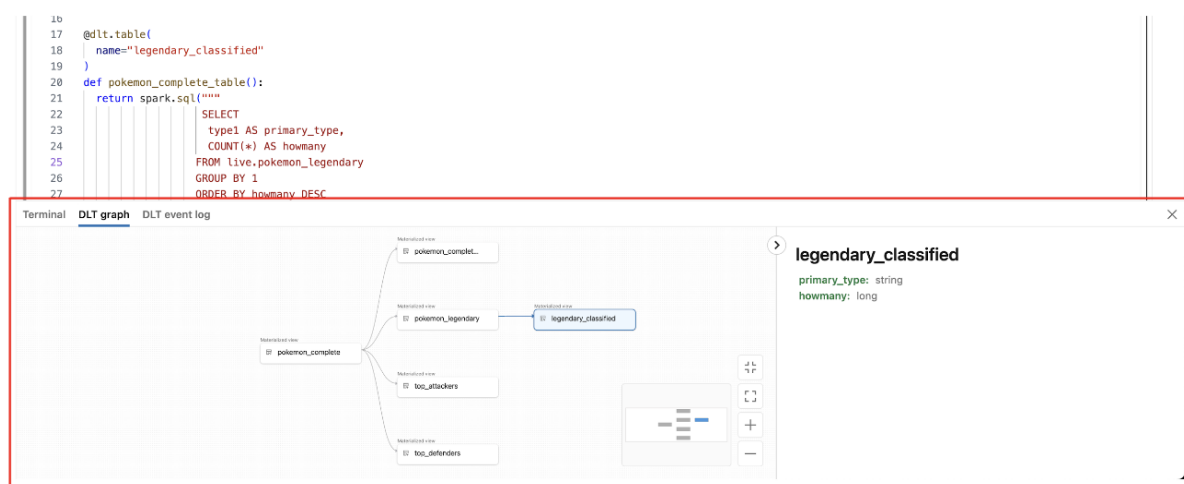 16
17 @dlt.table(
18 name="legendary_classified"
19 )
20 def pokemon_complete_table():
21 return spark.sql("""
22 SELECT
23 type1 AS primary_type,
24 COUNT(*) AS howmany
25 FROM live.pokemon_legendary
26 GROUP BY 1
27 ORDER BY howmany DESC
Terminal DLT graph DLT event log
Materialized view
pokemon_complet...
Materialized view
pokemon_legendary
Materialized view
legendary_classified
Materialized view
pokemon_complete
Materialized view
top_attackers
Materialized view
top_defenders
legendary_classified
primary_type: string
howmany: long